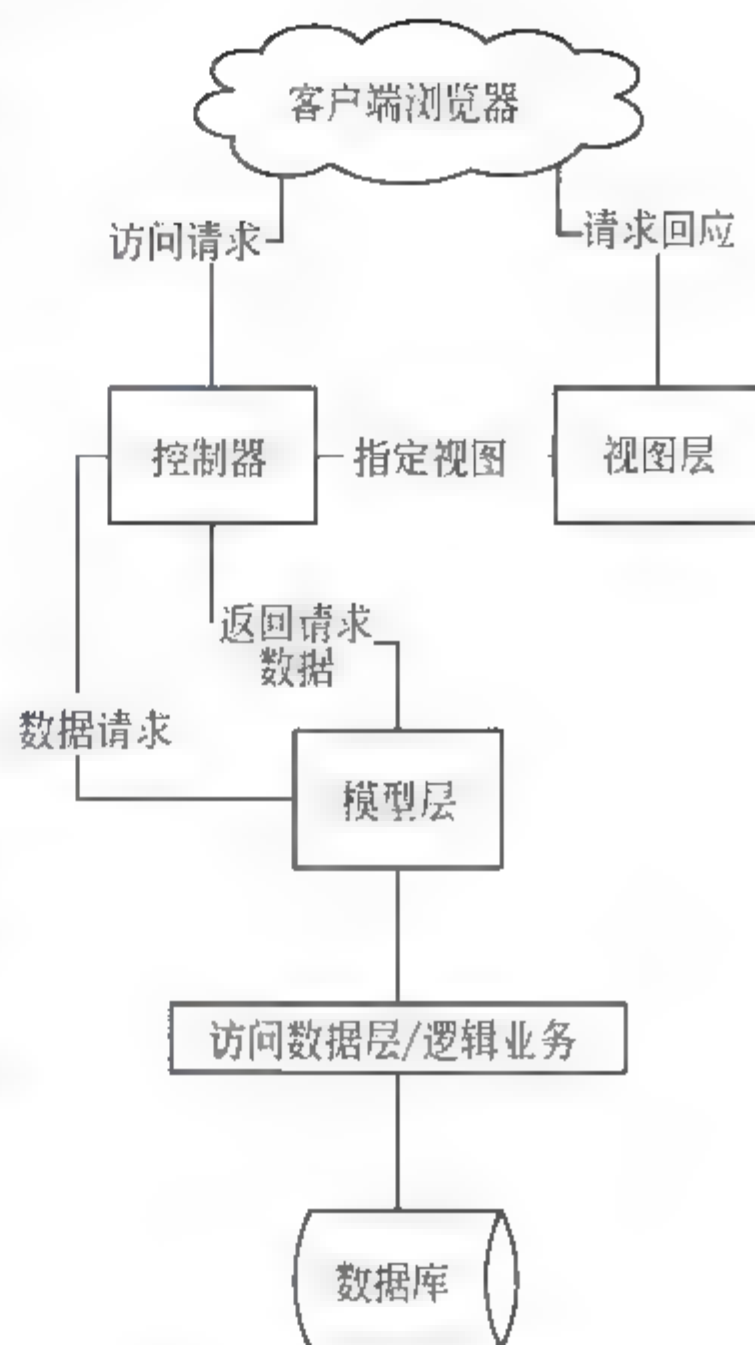 客户端浏览器
访问请求
请求回应
控制器
指定视图
视图层
返回请求
数据
数据请求
模型层
访问数据层/逻辑业务
数据库